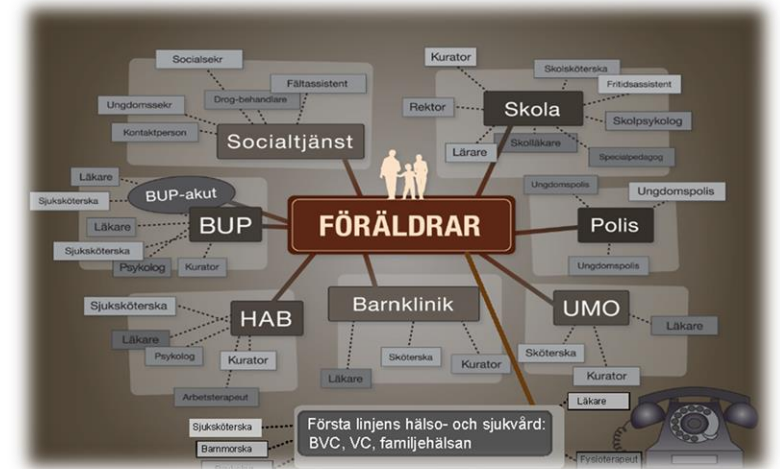 Socialsekr
Fältassistent
Drog-behandlare
Ungdomssekr
Kontaktperson
Socialtjänst
Kurator
Skolsköterska
Fritidsassistent
Rektor
Skola
Skolpsykolog
Lärare
Skolläkare
Specialpedagog
Läkare
BUP-akut
Sjuksköterska
Läkare
BUP
Sjuksköterska
Psykolog
Kurator
FÖRÄLDRAR
Ungdomspolis
Ungdomspolis
Polis
Ungdomspolis
Sjuksköterska
HAB
Läkare
Psykolog
Kurator
Arbetsterapeut
Barnklinik
Sköterska
Kurator
Läkare
UMO
Läkare
Sköterska
Kurator
Sjuksköterska
Barnmorska
Första linjens hälso- och sjukvård:
BVC, VC, familjehälsan
Läkare
Fysioterapeut